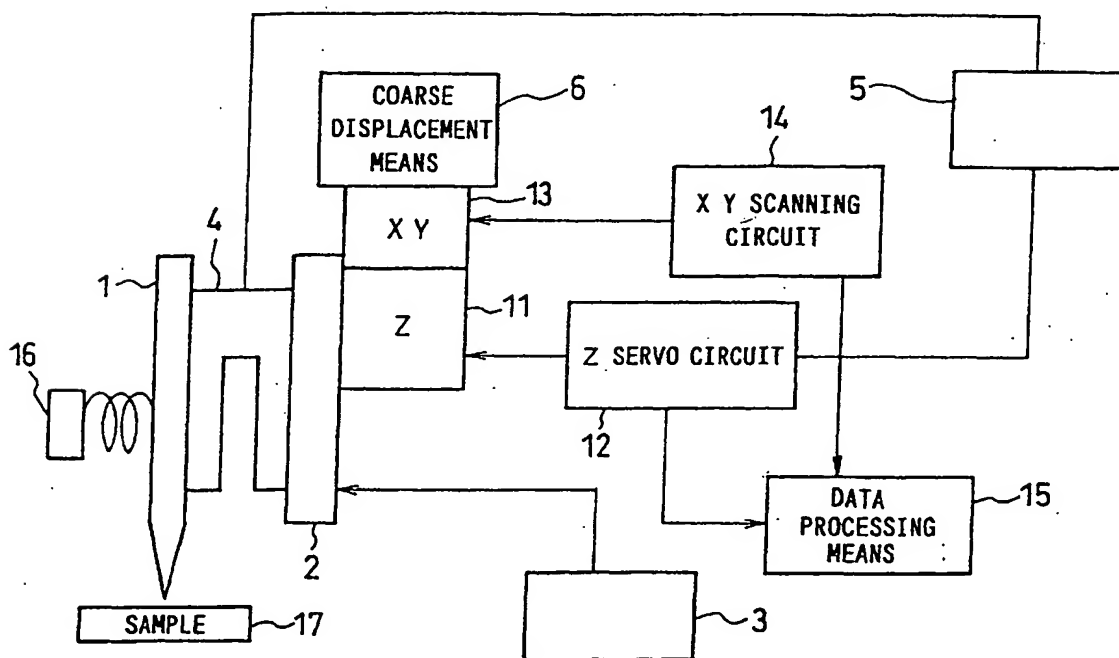 COARSE
DISPLACEMENT
MEANS
6
5
14
13
X Y
X Y SCANNING
CIRCUIT
4
1
11
Z
Z SERVO CIRCUIT
16
12
DATA
PROCESSING
MEANS
15
2
SAMPLE
17
3